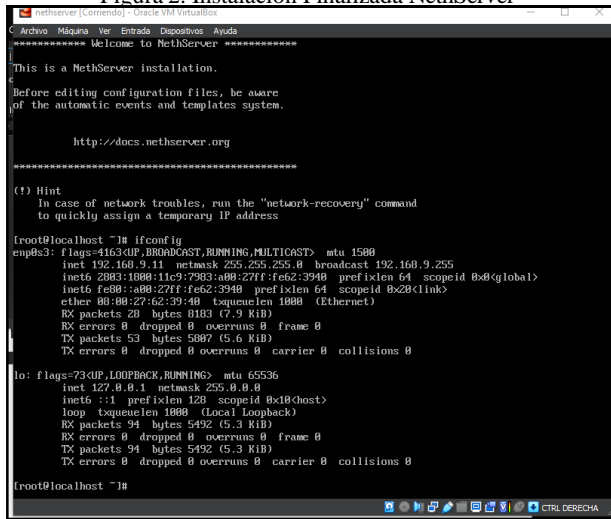 Figura 2. Instalación Finalizada NethServer
nethserver [Corriendo] - Oracle VM VirtualBox
Archivo Máquina Ver Entrada Dispositivos Ayuda
************ Welcome to NethServer ************
This is a NethServer installation.
Before editing configuration files, be aware
of the automatic events and templates system.
http://docs.nethserver.org
***********************************************
(!) Hint
In case of network troubles, run the "network-recovery" command
to quickly assign a temporary IP address
[root@localhost ~]# ifconfig
enp0s3: flags=4163<UP,BROADCAST,RUNNING,MULTICAST> mtu 1500
inet 192.168.9.11 netmask 255.255.255.0 broadcast 192.168.9.255
inet6 2803:1800:11c9:7983:a00:27ff:fe62:3940 prefixlen 64 scopeid 0x0<global>
inet6 fe80::a00:27ff:fe62:3940 prefixlen 64 scopeid 0x20<link>
ether 08:00:27:62:39:40 txqueuelen 1000 (Ethernet)
RX packets 28 bytes 8183 (7.9 KiB)
RX errors 0 dropped 0 overruns 0 frame 0
TX packets 53 bytes 5807 (5.6 KiB)
TX errors 0 dropped 0 overruns 0 carrier 0 collisions 0
lo: flags=73<UP,LOOPBACK,RUNNING> mtu 65536
inet 127.0.0.1 netmask 255.0.0.0
inet6 ::1 prefixlen 128 scopeid 0x10<host>
loop txqueuelen 1000 (Local Loopback)
RX packets 94 bytes 5492 (5.3 KiB)
RX errors 0 dropped 0 overruns 0 frame 0
TX packets 94 bytes 5492 (5.3 KiB)
TX errors 0 dropped 0 overruns 0 carrier 0 collisions 0
[root@localhost ~]#
CTRL DERECHA